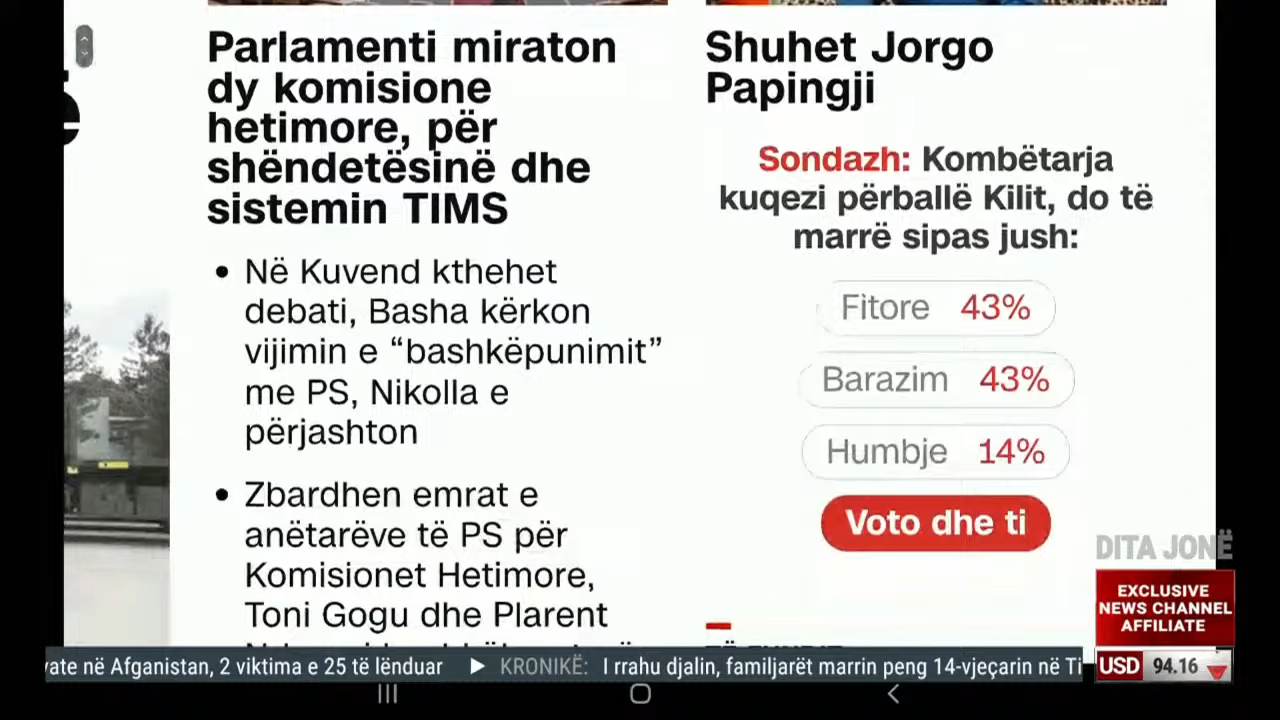 Parlamenti miraton
dy komisione
hetimore, për
shëndetësinë dhe
sistemin TIMS
• Në Kuvend kthehet
debati, Basha kërkon
vijimin e “bashkëpunimit”
me PS, Nikolla e
përjashton
• Zbardhen emrat e
anëtarëve të PS për
Komisionet Hetimore,
Toni Gogu dhe Plarent
Shuhet Jorgo
Papingji
Sondazh: Kombëtarja
kuqezi përballë Kilit, do të
marrë sipas jush:
Fitore 43%
Barazim 43%
Humbje 14%
Voto dhe ti
DITA JONË
EXCLUSIVE
NEWS CHANNEL
AFFILIATE
USD 94.16
vate në Afganistan, 2 viktima e 25 të lënduar ▶ KRONIKË: I rrahu djalin, familjarët marrin peng 14-vjeçarin në Ti